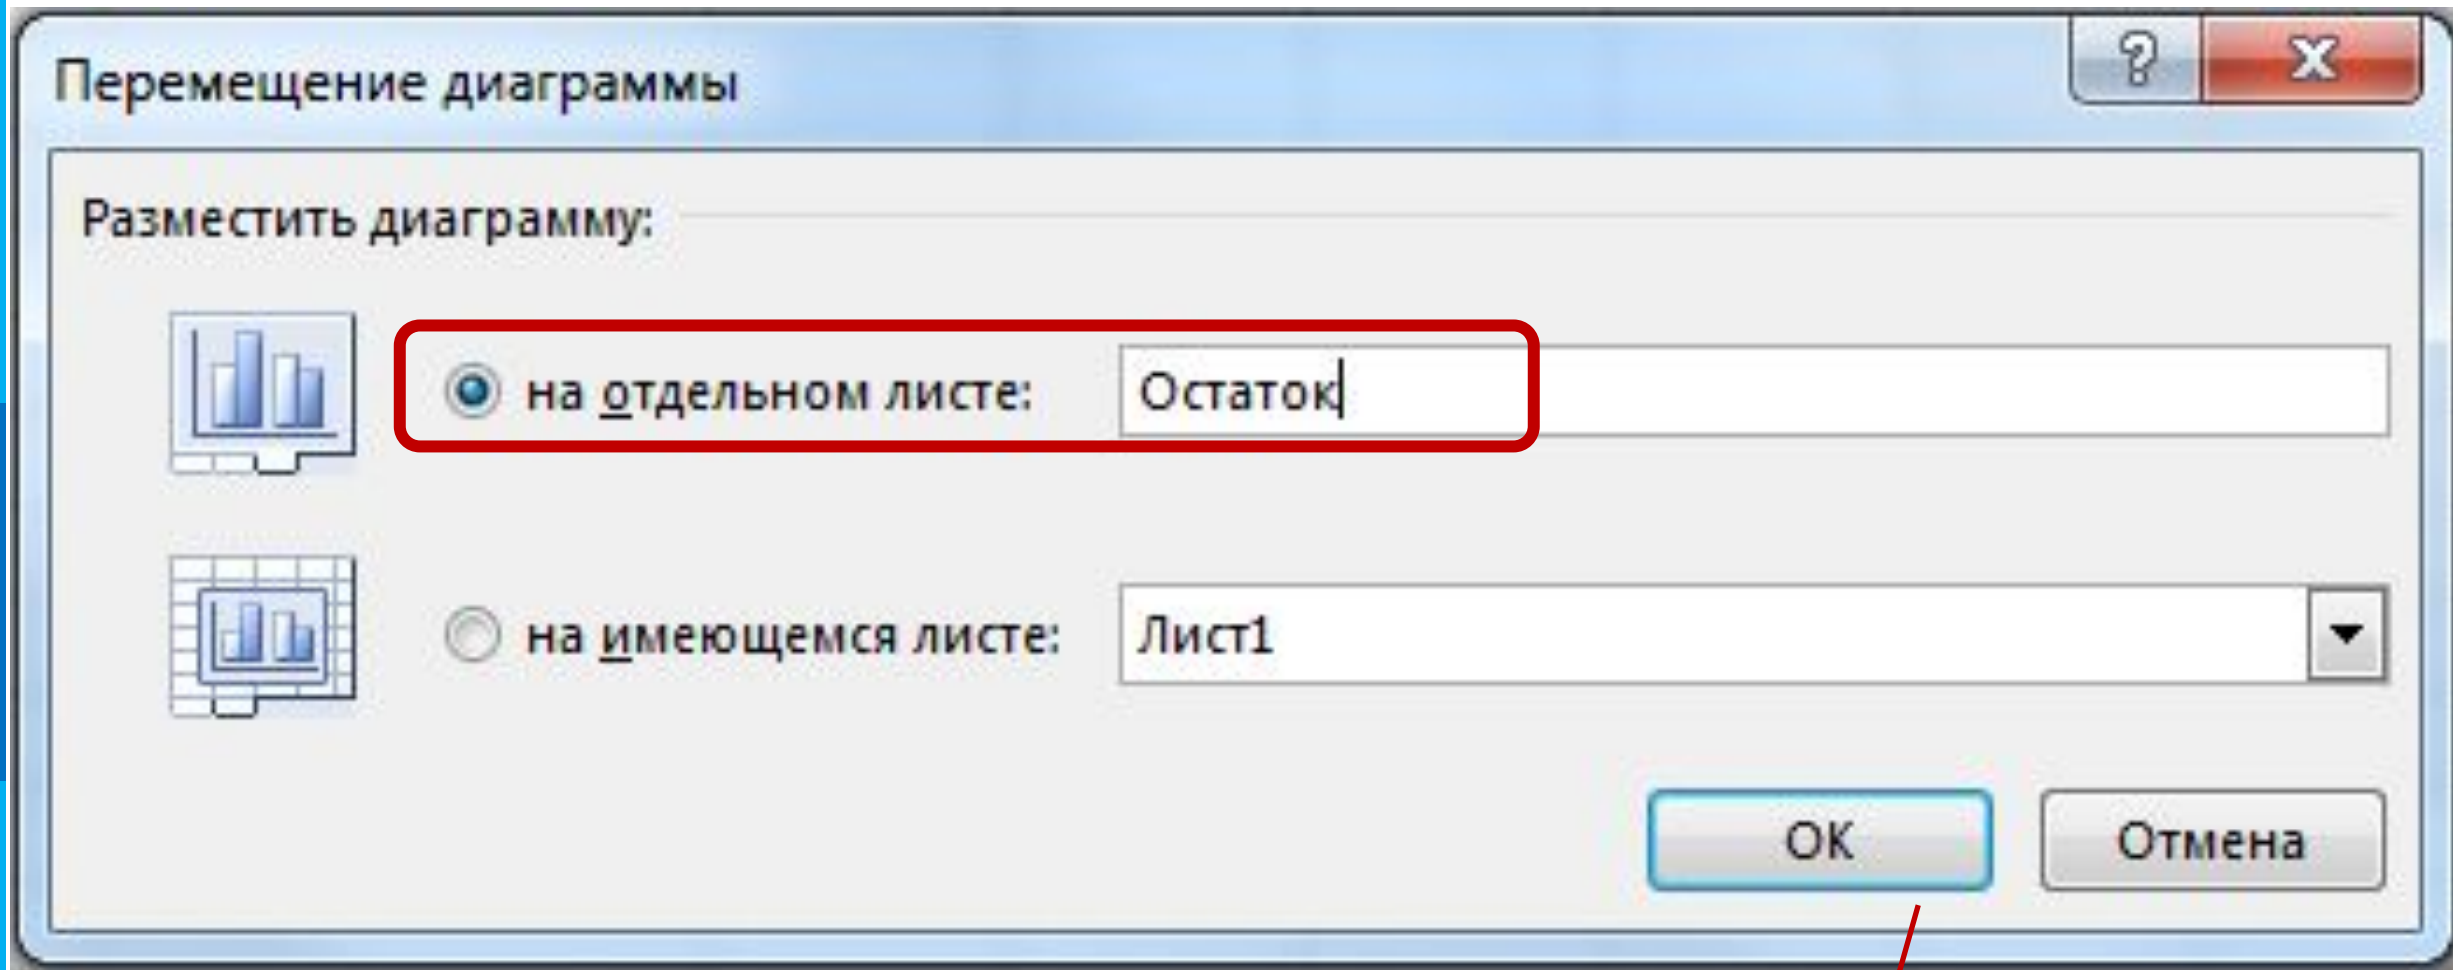 Перемещение диаграммы
?
Разместить диаграмму:
на отдельном листе: Остаток
на имеющемся листе: Лист1
ОК Отмена